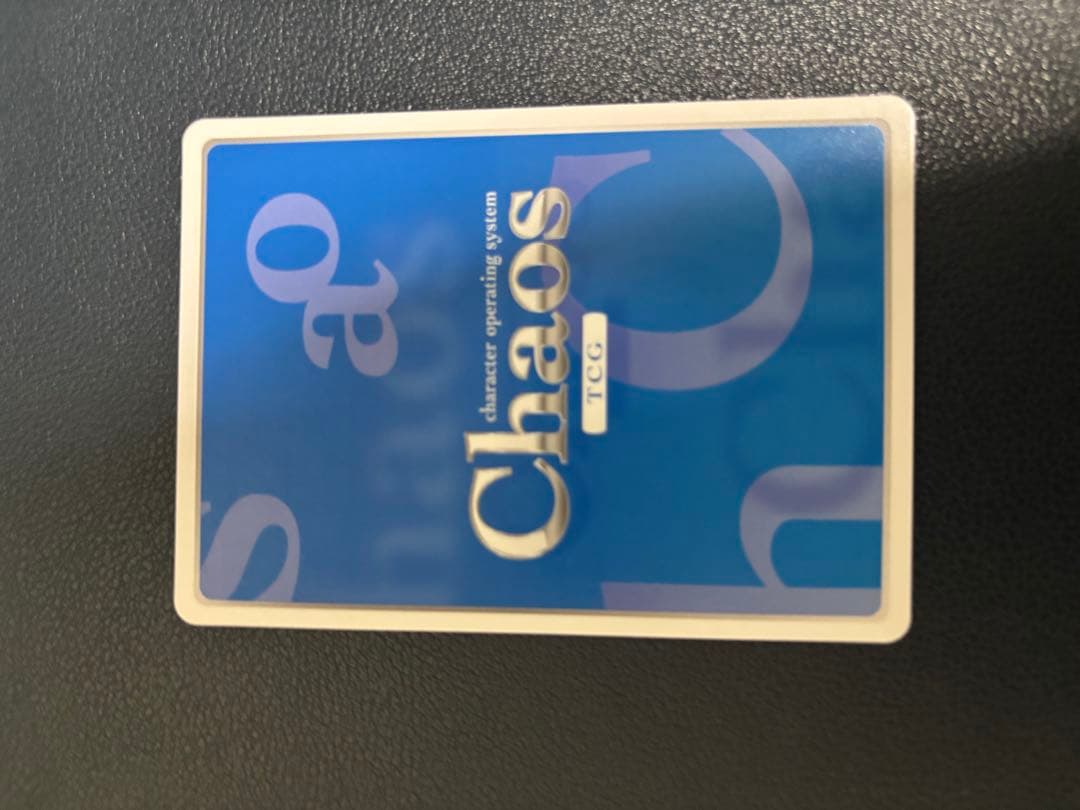 character operating system
Chaos
TCG
C
h
a
o
s